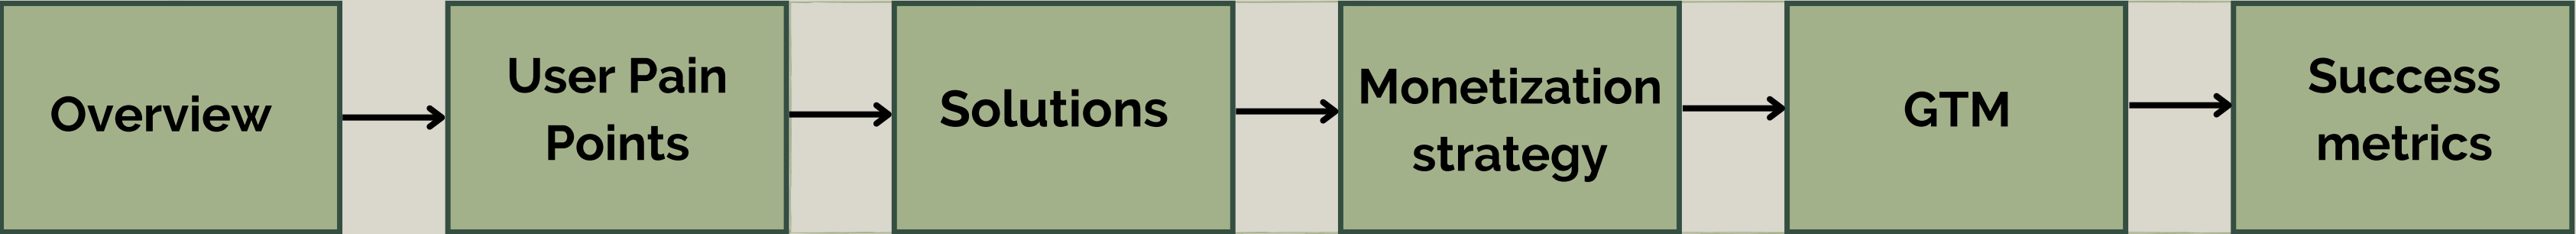 Overview
User Pain
Points
Solutions
Monetization
strategy
GTM
Success
metrics